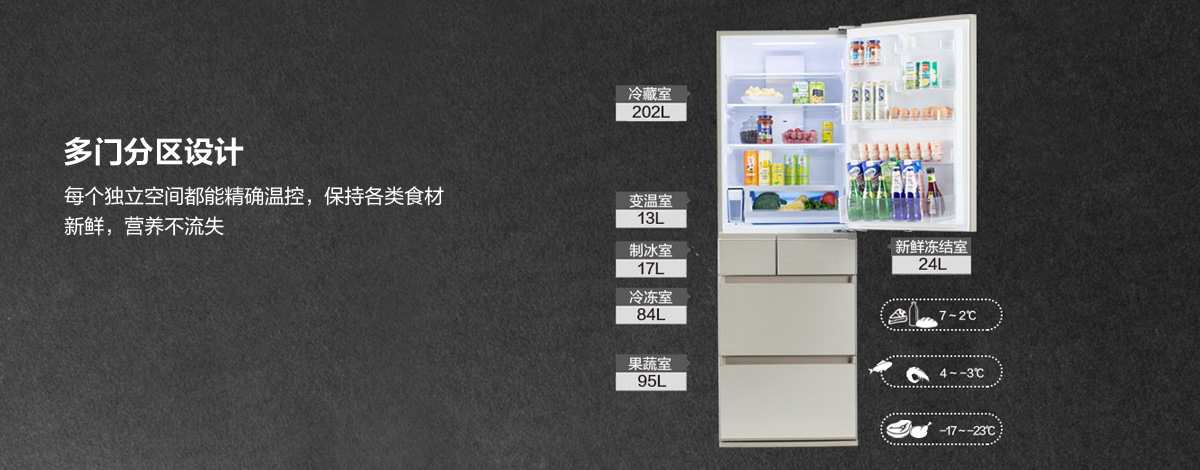 多门分区设计
每个独立空间都能精确温控，保持各类食材
新鲜，营养不流失
冷藏室
202L
变温室
13L
制冰室
17L
冷冻室
84L
果蔬室
95L
新鲜冻结室
24L
7~2℃
4~-3℃
-17~-23℃